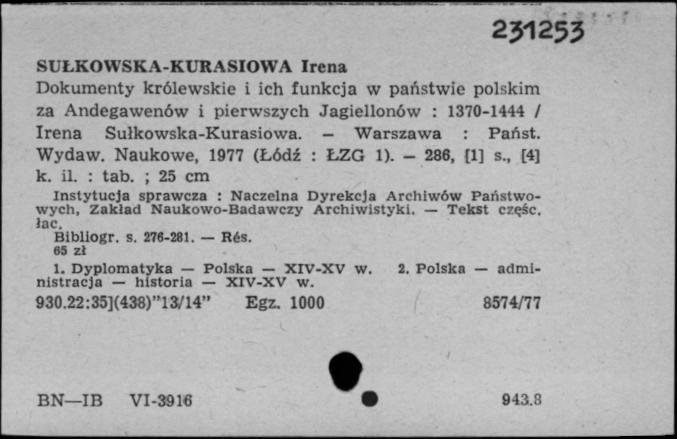 231253
SUŁKOWSKA-KURASIOWA Irena
Dokumenty królewskie i ich funkcja w państwie polskim
za Andegawenów i pierwszych Jagiellonów : 1370-1444 /
Irena Sułkowska-Kurasiowa. — Warszawa : Państ.
Wydaw. Naukowe, 1977 (Łódź : ŁZG 1). — 286, [1] s., [4]
k. il. : tab. ; 25 cm
Instytucja sprawcza : Naczelna Dyrekcja Archiwów Państwo-
wych, Zakład Naukowo-Badawczy Archiwistyki. — Tekst częśc.
łac.
Bibliogr. s. 276-281. — Rés.
65 zł
1. Dyplomatyka — Polska — XIV-XV w. 2. Polska — admi-
nistracja — historia — XIV-XV w.
930.22:35](438)"13/14" Egz. 1000 8574/77
BN—IB VI-3916 943.8